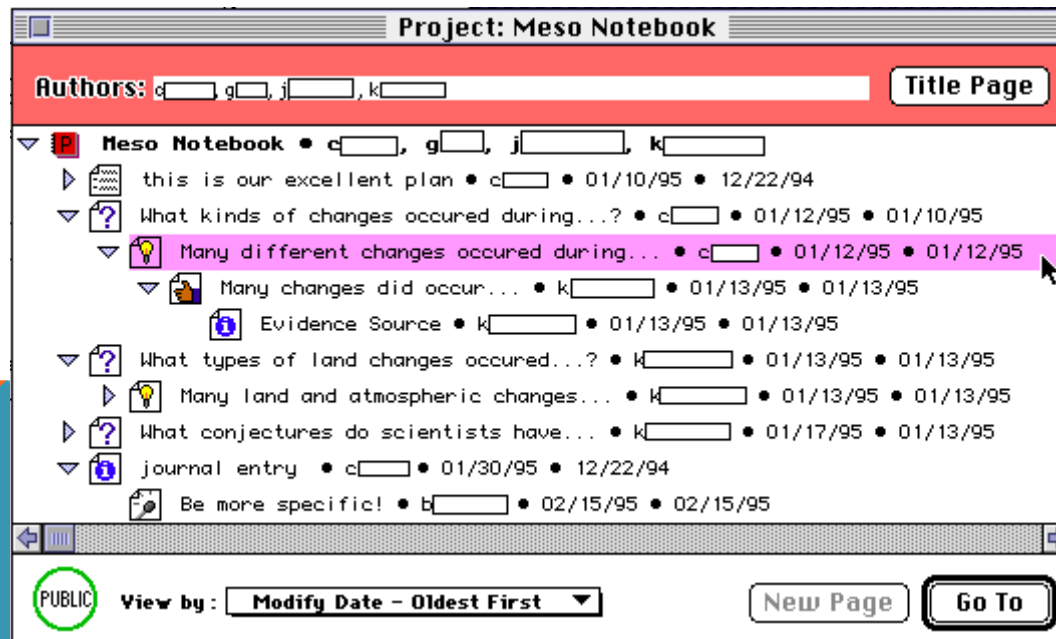 Project: Meso Notebook
Authors: c, g, j, k Title Page
P Meso Notebook • c, g, j, k
this is our excellent plan • c • 01/10/95 • 12/22/94
? What kinds of changes occured during...? • c • 01/12/95 • 01/10/95
Many different changes occured during... • c • 01/12/95 • 01/12/95
Many changes did occur... • k • 01/13/95 • 01/13/95
i Evidence Source • k • 01/13/95 • 01/13/95
? What types of land changes occured...? • k • 01/13/95 • 01/13/95
Many land and atmospheric changes... • k • 01/13/95 • 01/13/95
? What conjectures do scientists have... • k • 01/17/95 • 01/13/95
i journal entry • c • 01/30/95 • 12/22/94
Be more specific! • b • 02/15/95 • 02/15/95
PUBLIC View by: Modify Date - Oldest First New Page Go To